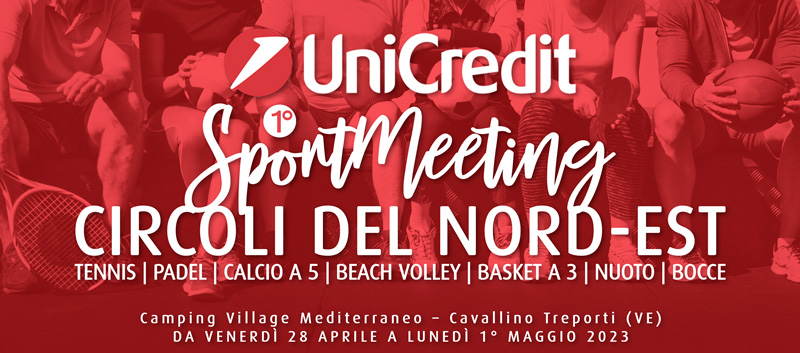 UniCredit
1°
SportMeeting
CIRCOLI DEL NORD-EST
TENNIS | PADEL | CALCIO A 5 | BEACH VOLLEY | BASKET A 3 | NUOTO | BOCCE
Camping Village Mediterraneo – Cavallino Treporti (VE)
DA VENERDÌ 28 APRILE A LUNEDÌ 1° MAGGIO 2023